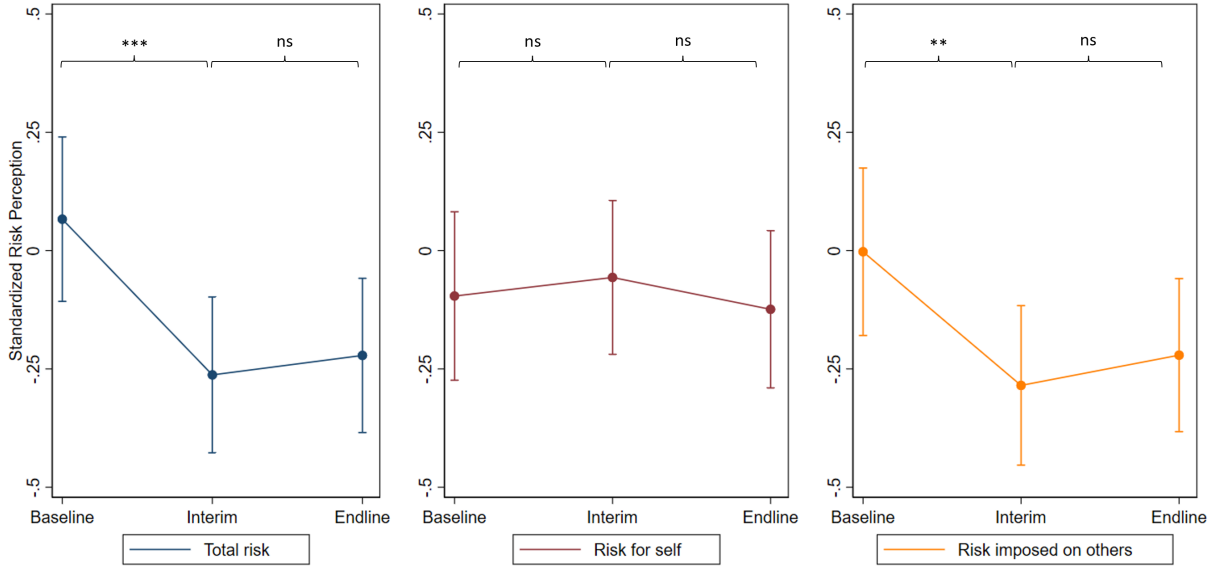 Standardized Risk Perception
.5
.25
0
-.25
-.5
***
ns
Baseline
Interim
Endline
Total risk
.5
.25
0
-.25
-.5
ns
ns
Baseline
Interim
Endline
Risk for self
.5
.25
0
-.25
-.5
**
ns
Baseline
Interim
Endline
Risk imposed on others